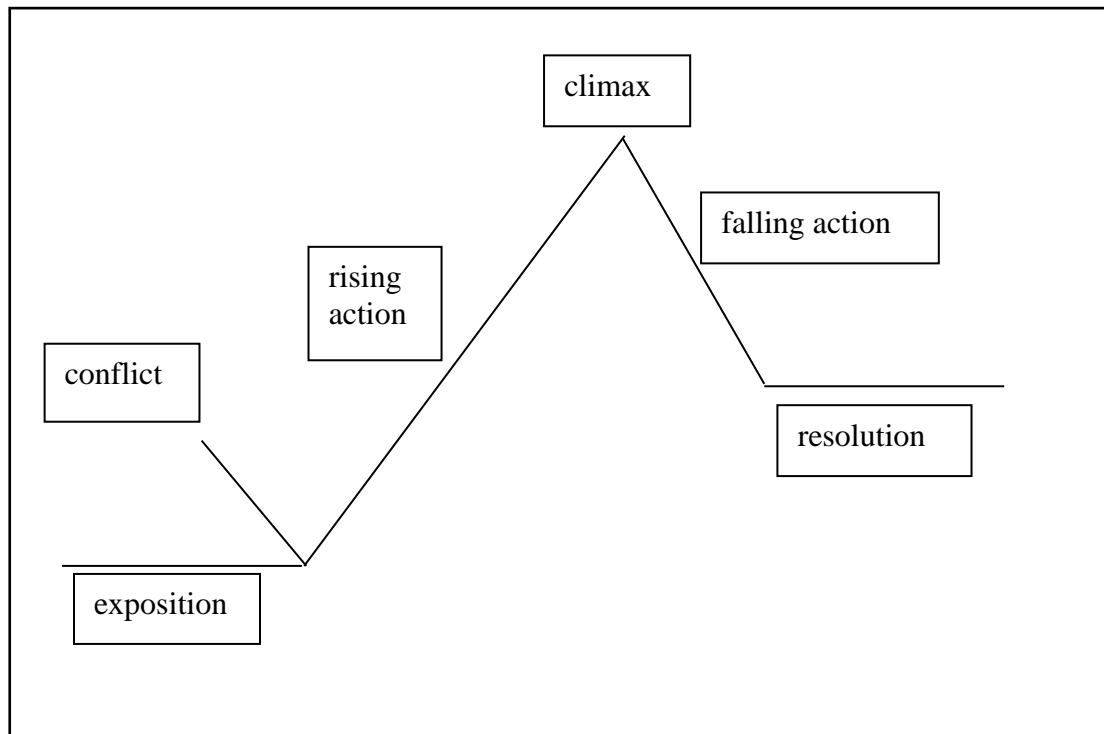 climax
falling action
rising
action
conflict
resolution
exposition